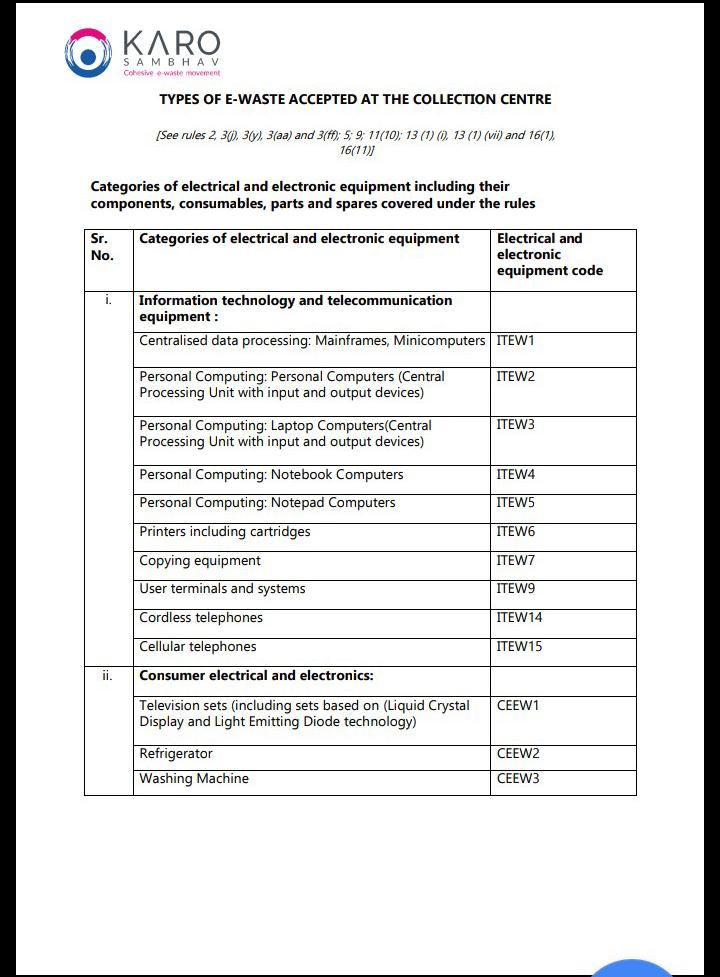 KARO
SAMBHAV
Cohesive e-waste movement
TYPES OF E-WASTE ACCEPTED AT THE COLLECTION CENTRE
[See rules 2, 3(j), 3(y), 3(aa) and 3(ff); 5; 9; 11(10); 13 (1) (i), 13 (1) (vii) and 16(1),
16(11)]
Categories of electrical and electronic equipment including their
components, consumables, parts and spares covered under the rules
Sr. No. Categories of electrical and electronic equipment Electrical and electronic equipment code
i. Information technology and telecommunication
equipment :
Centralised data processing: Mainframes, Minicomputers ITEW1
Personal Computing: Personal Computers (Central ITEW2
Processing Unit with input and output devices)
Personal Computing: Laptop Computers(Central ITEW3
Processing Unit with input and output devices)
Personal Computing: Notebook Computers ITEW4
Personal Computing: Notepad Computers ITEW5
Printers including cartridges ITEW6
Copying equipment ITEW7
User terminals and systems ITEW9
Cordless telephones ITEW14
Cellular telephones ITEW15
ii. Consumer electrical and electronics:
Television sets (including sets based on (Liquid Crystal CEEW1
Display and Light Emitting Diode technology)
Refrigerator CEEW2
Washing Machine CEEW3